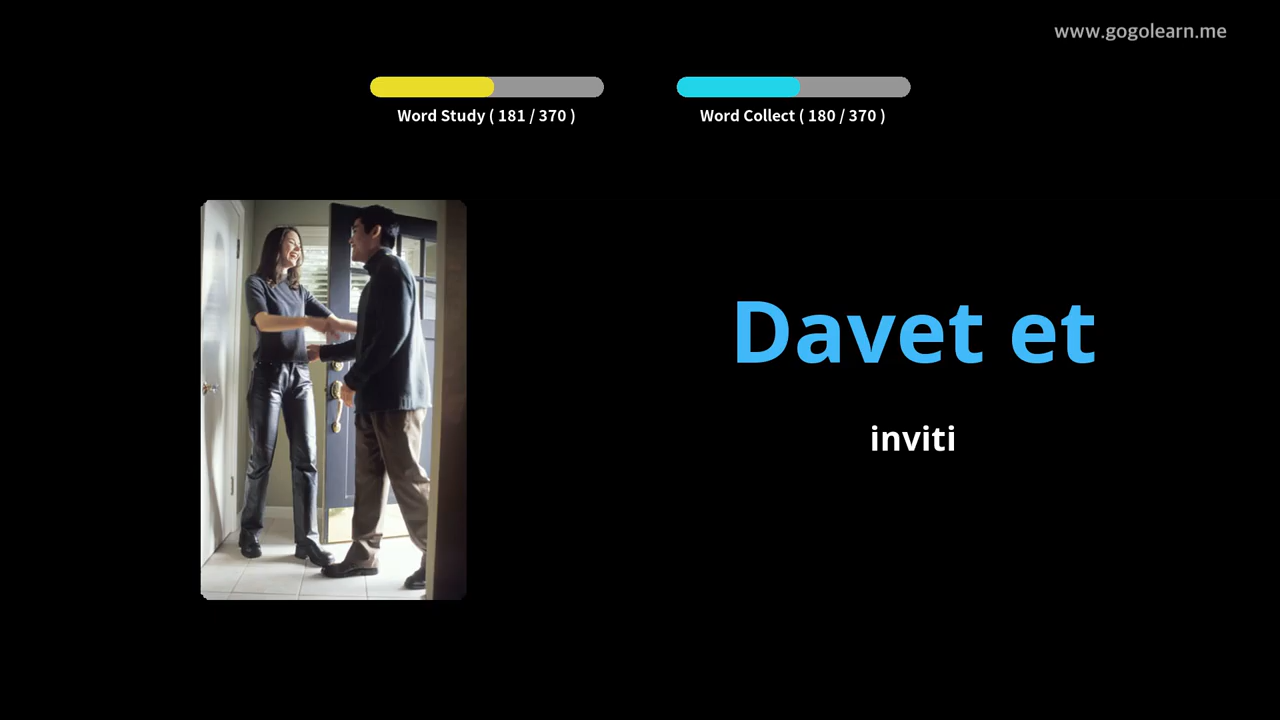 www.gogolearn.me
Word Study ( 181 / 370 )
Word Collect ( 180 / 370 )
Davet et
inviti